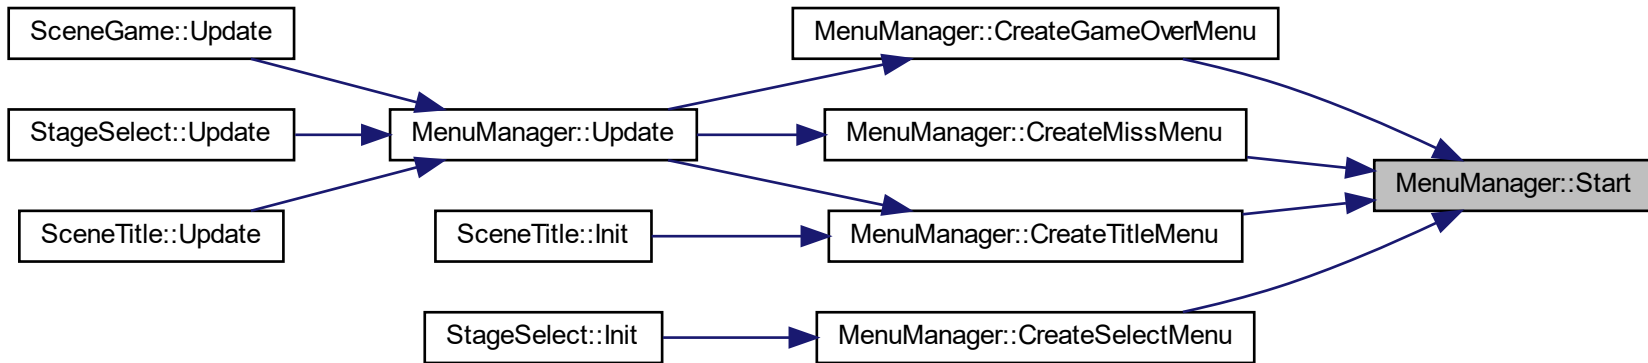 SceneGame::Update
MenuManager::CreateGameOverMenu
StageSelect::Update
MenuManager::Update
MenuManager::CreateMissMenu
MenuManager::Start
SceneTitle::Update
SceneTitle::Init
MenuManager::CreateTitleMenu
StageSelect::Init
MenuManager::CreateSelectMenu